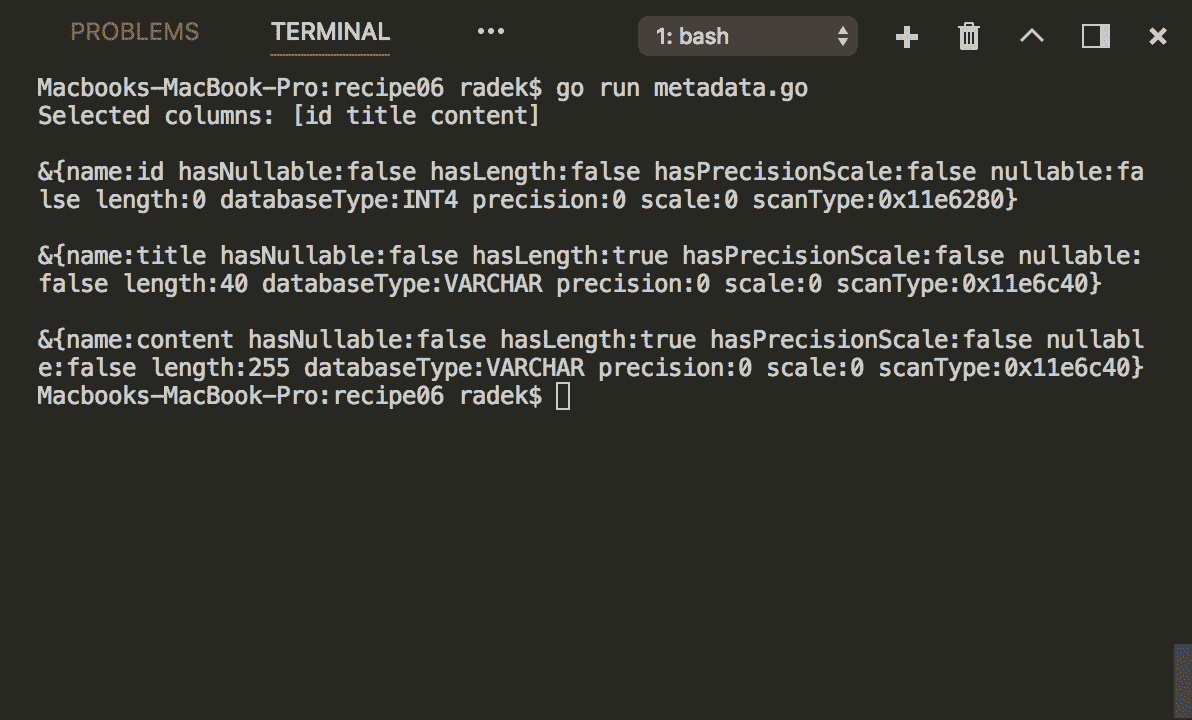 PROBLEMS TERMINAL ••• 1: bash
Macbooks-MacBook-Pro:recipe06 radek$ go run metadata.go
Selected columns: [id title content]
&{name:id hasNullable:false hasLength:false hasPrecisionScale:false nullable:fa
lse length:0 databaseType:INT4 precision:0 scale:0 scanType:0x11e6280}
&{name:title hasNullable:false hasLength:true hasPrecisionScale:false nullable:
false length:40 databaseType:VARCHAR precision:0 scale:0 scanType:0x11e6c40}
&{name:content hasNullable:false hasLength:true hasPrecisionScale:false nullabl
e:false length:255 databaseType:VARCHAR precision:0 scale:0 scanType:0x11e6c40}
Macbooks-MacBook-Pro:recipe06 radek$